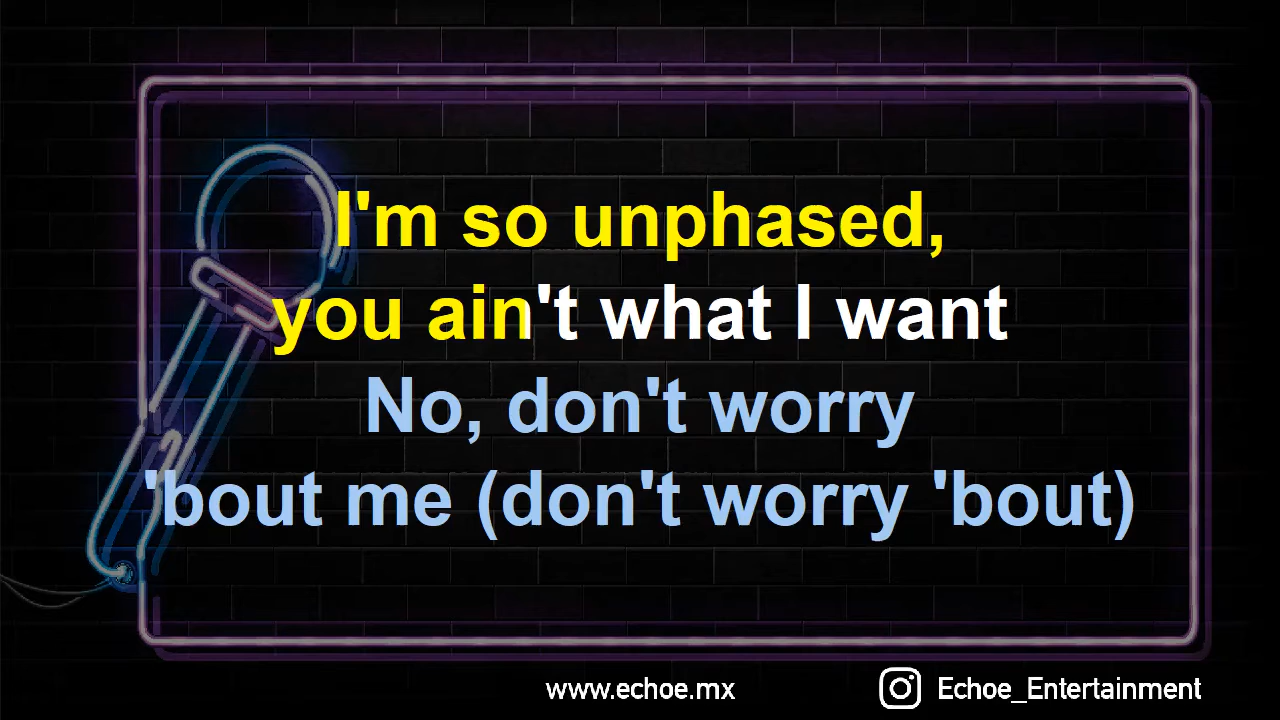 I'm so unphased,
you ain't what I want
No, don't worry
'bout me (don't worry 'bout)
www.echoe.mx
Echoe_Entertainment